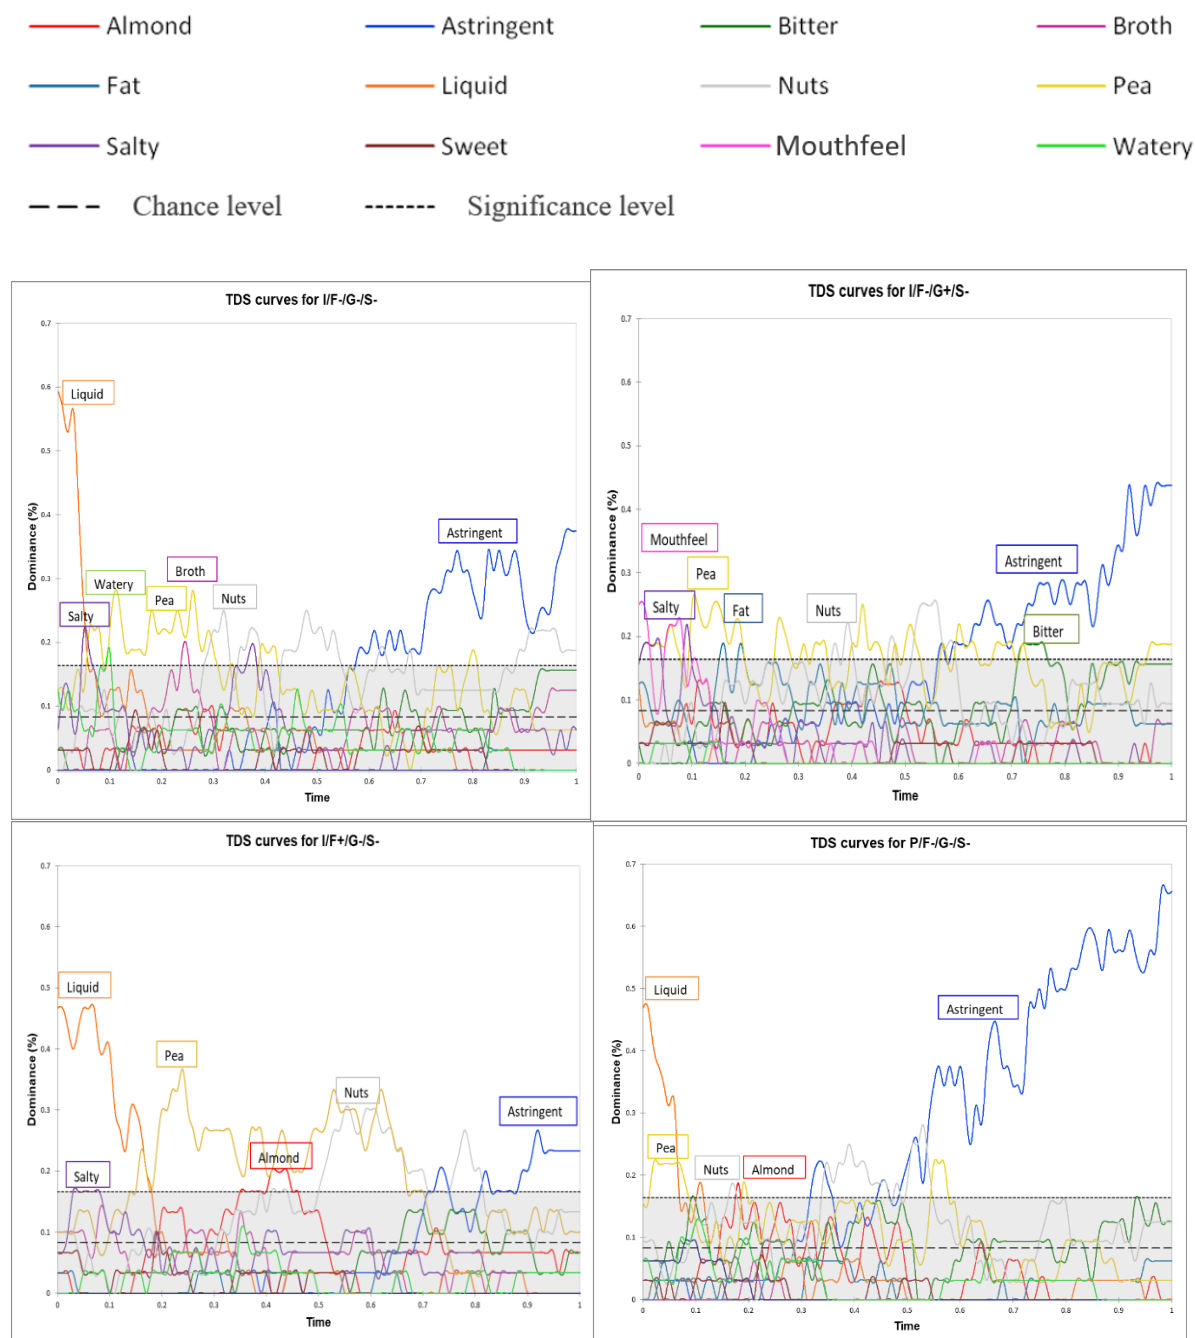 Almond Astringent Bitter Broth
Fat Liquid Nuts Pea
Salty Sweet Mouthfeel Watery
Chance level Significance level
TDS curves for I/F-/G-/S-
0.7
0.6
0.5
0.4
0.3
0.2
0.1
0
Dominance (%)
Liquid
Salty
Watery
Pea
Broth
Nuts
Astringent
0 0.1 0.2 0.3 0.4 0.5 0.6 0.7 0.8 0.9 1
Time
TDS curves for I/F-/G+/S-
0.7
0.6
0.5
0.4
0.3
0.2
0.1
0
Dominance (%)
Mouthfeel
Salty
Pea
Fat
Nuts
Astringent
Bitter
0 0.1 0.2 0.3 0.4 0.5 0.6 0.7 0.8 0.9 1
Time
TDS curves for I/F+/G-/S-
0.7
0.6
0.5
0.4
0.3
0.2
0.1
0
Dominance (%)
Liquid
Salty
Pea
Almond
Nuts
Astringent
0 0.1 0.2 0.3 0.4 0.5 0.6 0.7 0.8 0.9 1
Time
TDS curves for P/F-/G-/S-
0.7
0.6
0.5
0.4
0.3
0.2
0.1
0
Dominance (%)
Liquid
Pea
Nuts
Almond
Astringent
0 0.1 0.2 0.3 0.4 0.5 0.6 0.7 0.8 0.9 1
Time